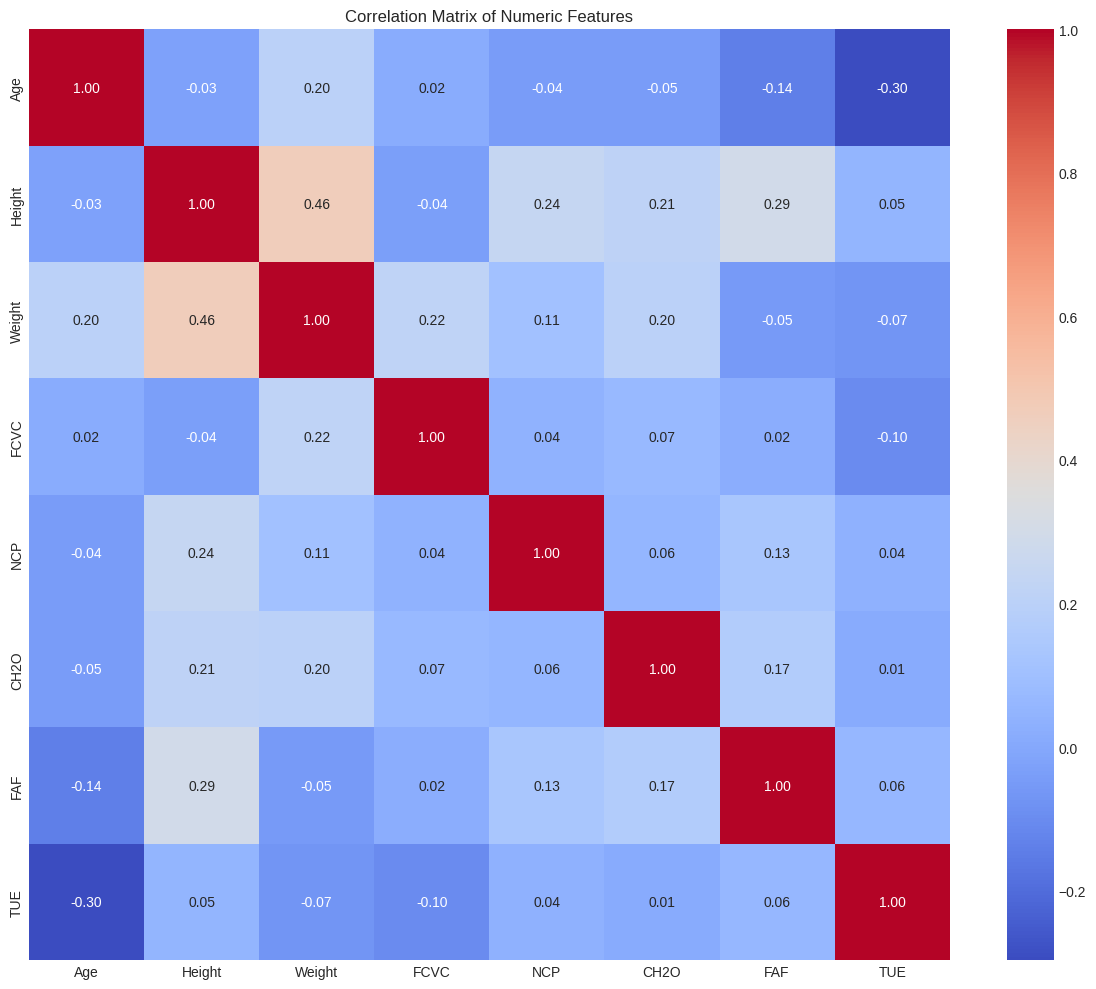 Correlation Matrix of Numeric Features
Age 1.00 -0.03 0.20 0.02 -0.04 -0.05 -0.14 -0.30
Height -0.03 1.00 0.46 -0.04 0.24 0.21 0.29 0.05
Weight 0.20 0.46 1.00 0.22 0.11 0.20 -0.05 -0.07
FCVC 0.02 -0.04 0.22 1.00 0.04 0.07 0.02 -0.10
NCP -0.04 0.24 0.11 0.04 1.00 0.06 0.13 0.04
CH2O -0.05 0.21 0.20 0.07 0.06 1.00 0.17 0.01
FAF -0.14 0.29 -0.05 0.02 0.13 0.17 1.00 0.06
TUE -0.30 0.05 -0.07 -0.10 0.04 0.01 0.06 1.00
Age Height Weight FCVC NCP CH2O FAF TUE
1.0
0.8
0.6
0.4
0.2
0.0
−0.2